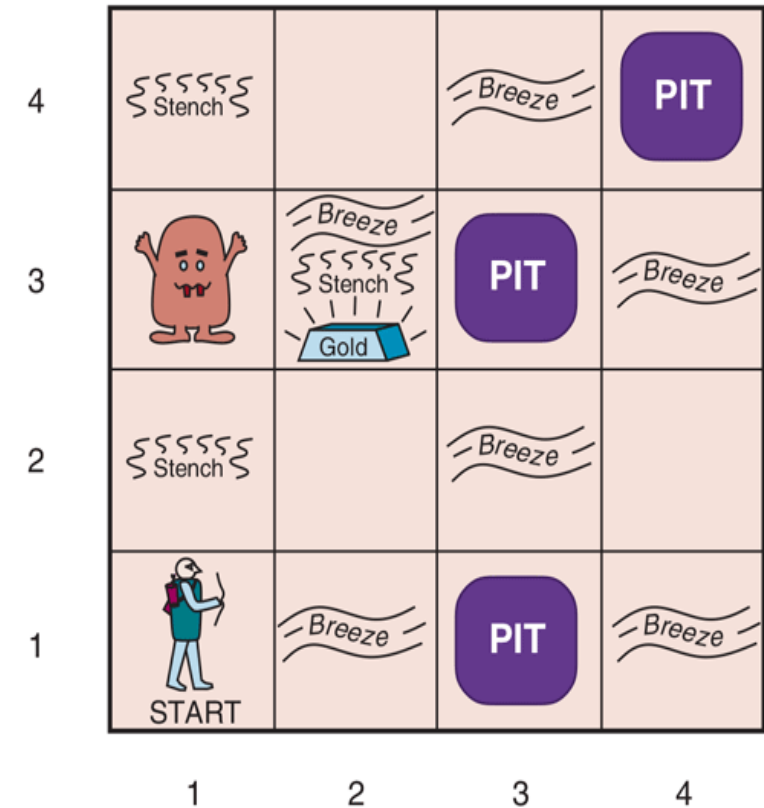 4
Stench
Breeze
PIT
3
Breeze
Stench
Gold
PIT
Breeze
2
Stench
Breeze
1
START
Breeze
PIT
Breeze
1 2 3 4